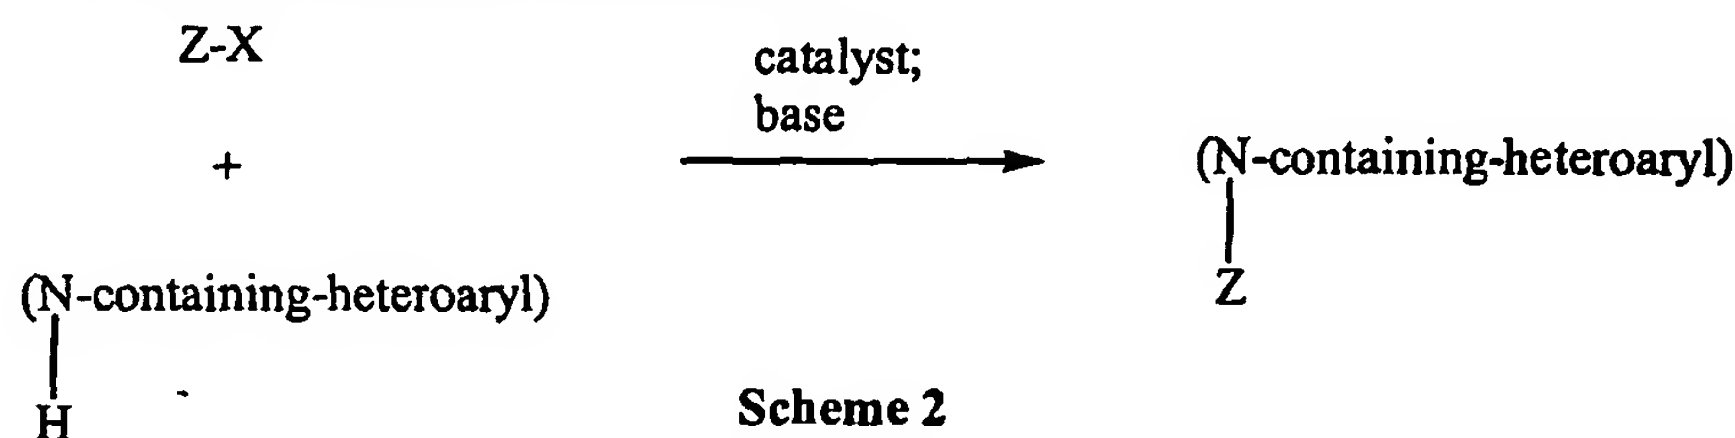 Z-X
+
(N-containing-heteroaryl)
H
catalyst;
base
(N-containing-heteroaryl)
Z
Scheme 2